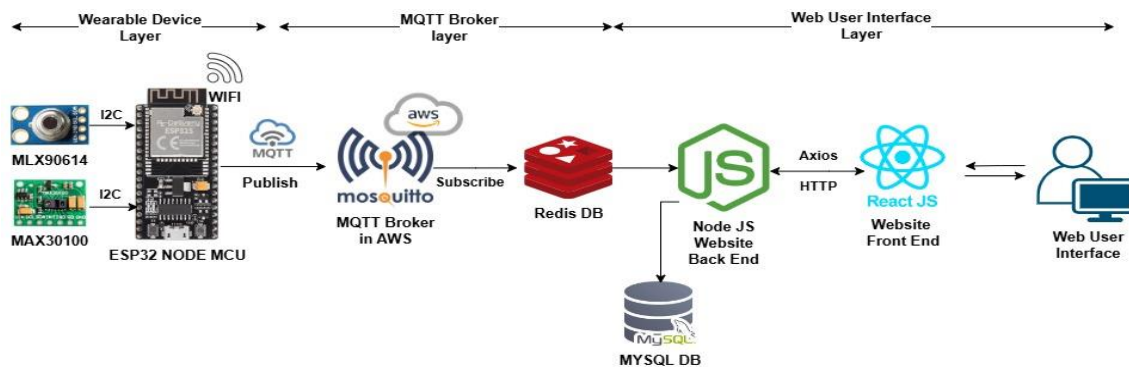 Wearable Device
Layer
MQTT Broker
layer
Web User Interface
Layer
WIFI
I2C
MLX90614
I2C
MAX30100
ESP32 NODE MCU
MQTT
Publish
aws
mosquitto
MQTT Broker
in AWS
Subscribe
Redis DB
JS
Node JS
Website
Back End
Axios
HTTP
React JS
Website
Front End
Web User
Interface
MySQL
MYSQL DB